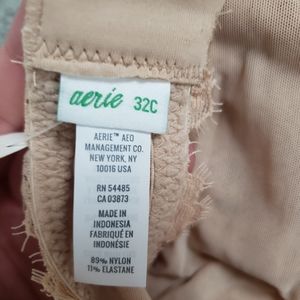 aerie 32C
AERIE™ AEO
MANAGEMENT CO.
NEW YORK, NY
10016 USA
RN 54485
CA 03873
MADE IN
INDONESIA
FABRIQUÉ EN
INDONÉSIE
89% NYLON
11% ELASTANE